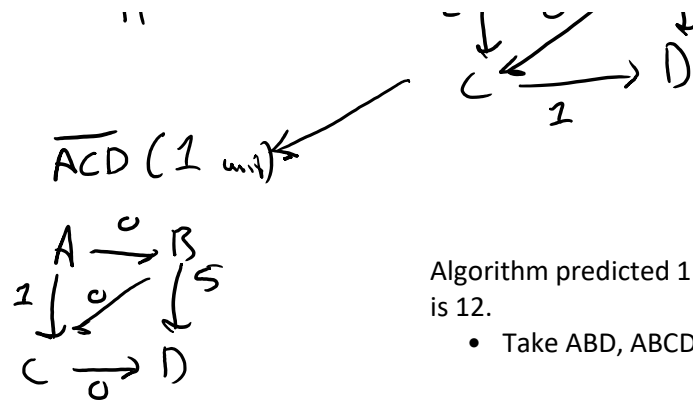 C D
1
ACD (1 unit)
0
A B
1 0 5
C D
0
Algorithm predicted 1
is 12.
• Take ABD, ABCD